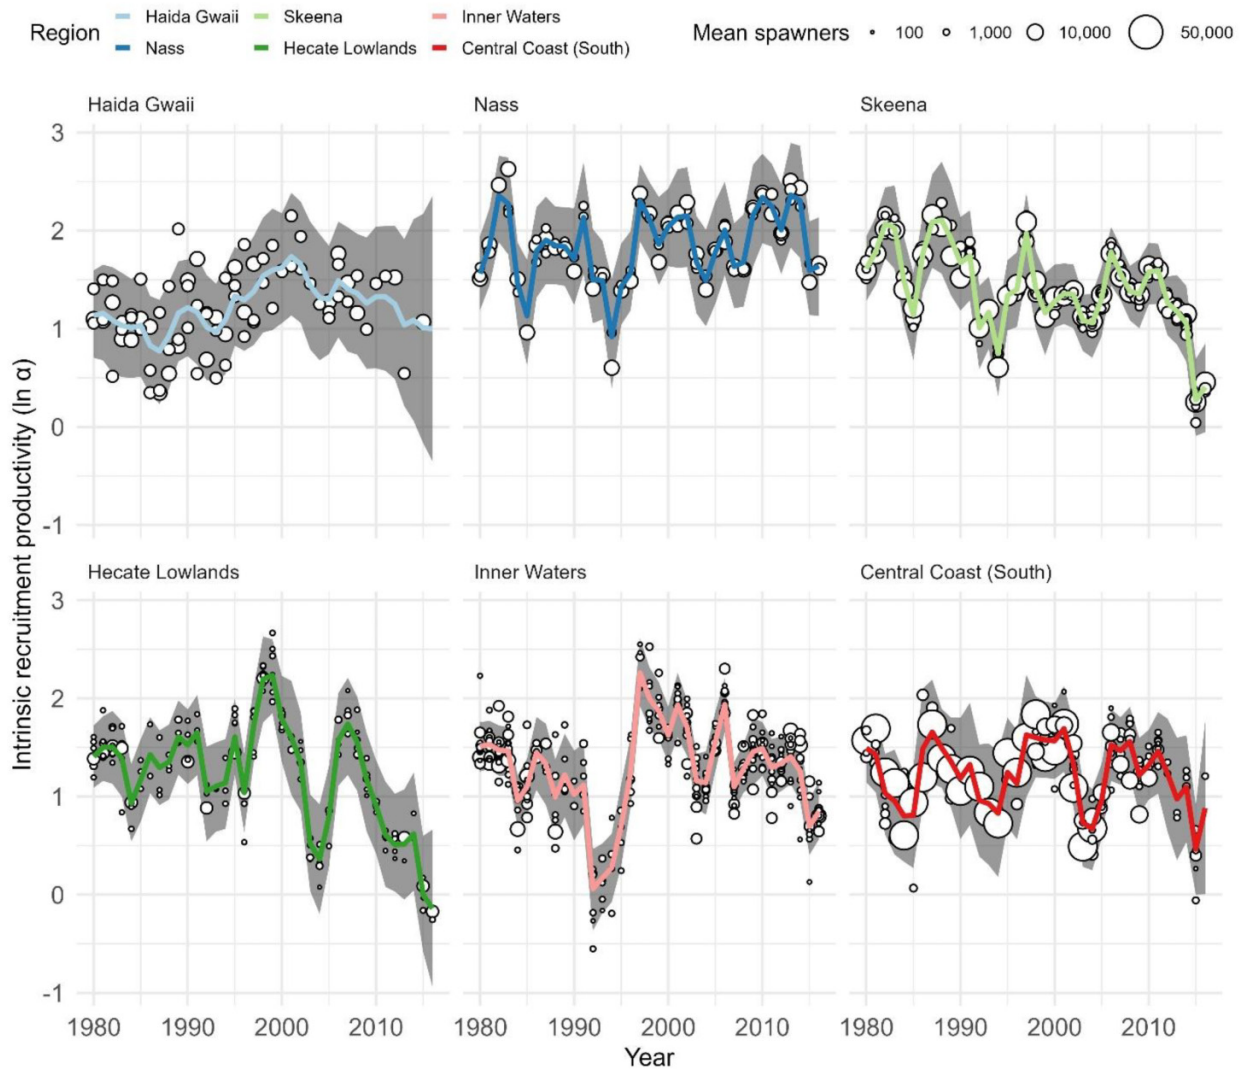 Region
Haida Gwaii
Skeena
Inner Waters
Nass
Hecate Lowlands
Central Coast (South)
Mean spawners
100
1,000
10,000
50,000
Haida Gwaii
Nass
Skeena
3
2
1
0
-1
Intrinsic recruitment productivity (ln α)
Hecate Lowlands
Inner Waters
Central Coast (South)
3
2
1
0
-1
1980 1990 2000 2010
1980 1990 2000 2010
1980 1990 2000 2010
Year